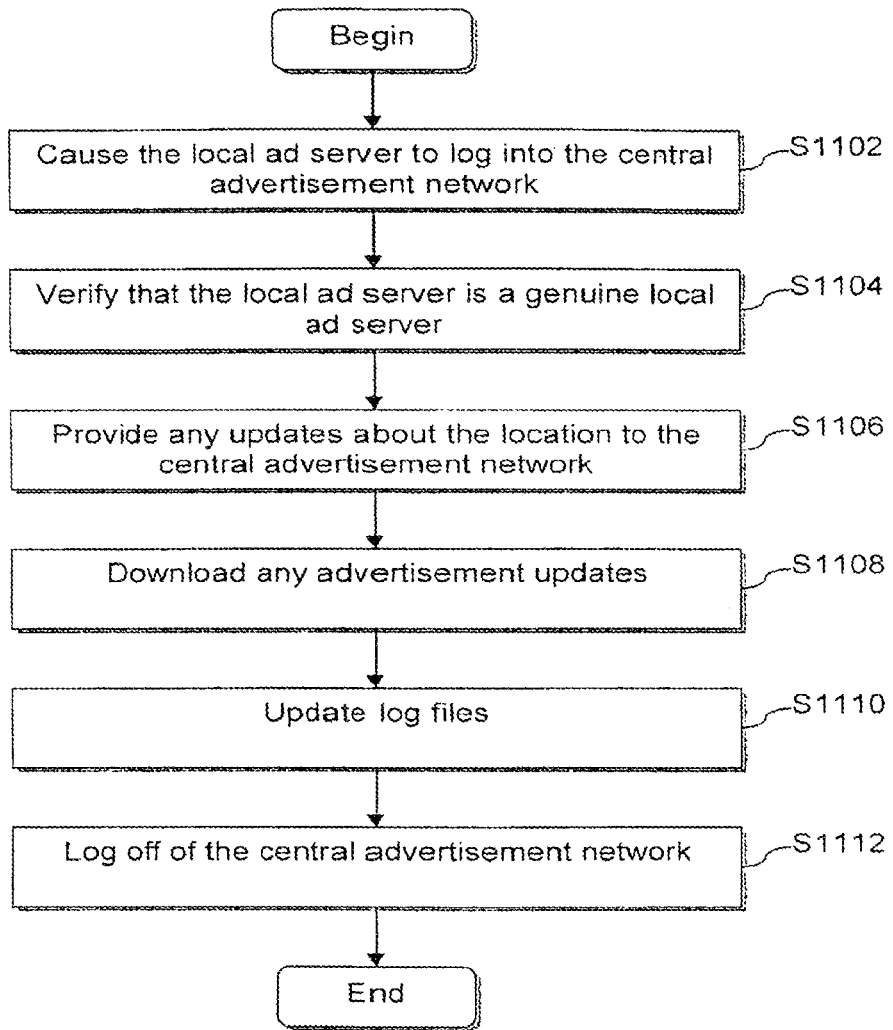 Begin
Cause the local ad server to log into the central
advertisement network
S1102
Verify that the local ad server is a genuine local
ad server
S1104
Provide any updates about the location to the
central advertisement network
S1106
Download any advertisement updates
S1108
Update log files
S1110
Log off of the central advertisement network
S1112
End